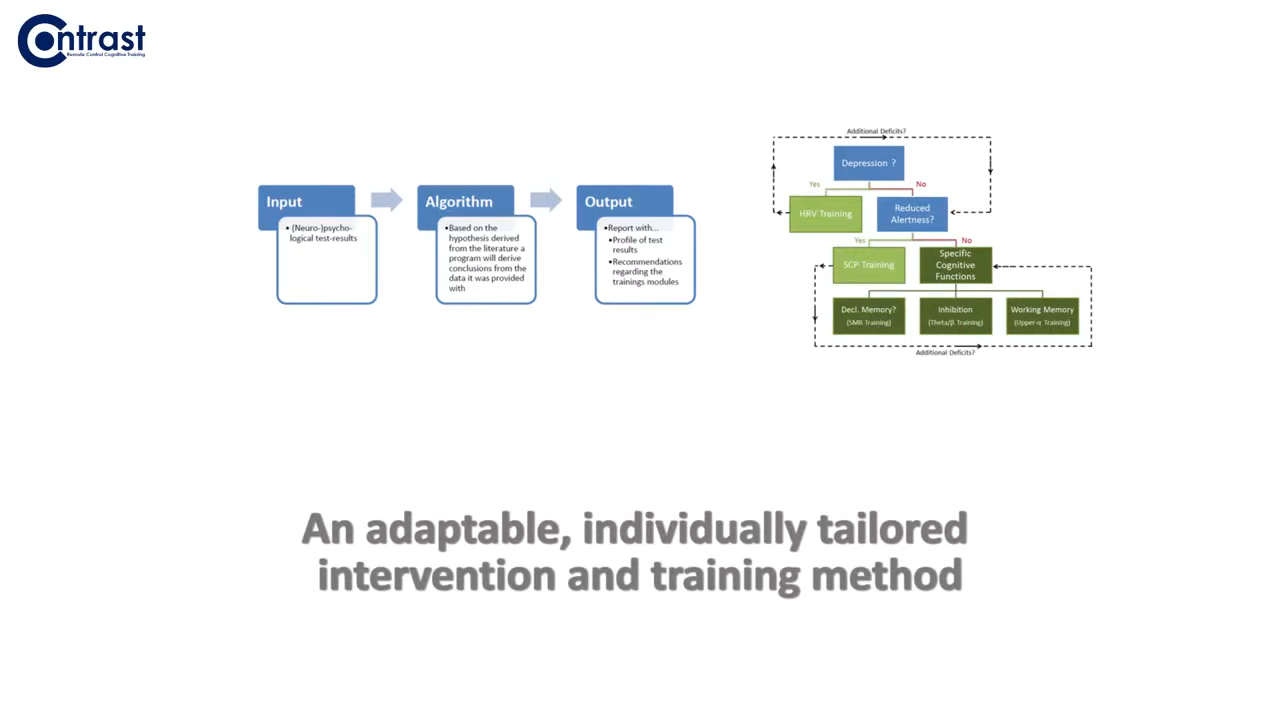 Contrast
Remote Control Cognitive Training
Input
• (Neuro-)psycho-
logical test-results
Algorithm
•Based on the
hypothesis derived
from the literature a
program will derive
conclusions from the
data it was provided
with
Output
•Report with...
•Profile of test
results
•Recommendations
regarding the
trainings modules
Additional Deficits?
Depression ?
Yes
No
HRV Training
Reduced
Alertness?
Yes
No
SCP Training
Specific
Cognitive
Functions
Decl. Memory?
(SMR Training)
Inhibition
(Theta/β Training)
Working Memory
(Upper-α Training)
Additional Deficits?
An adaptable, individually tailored
intervention and training method